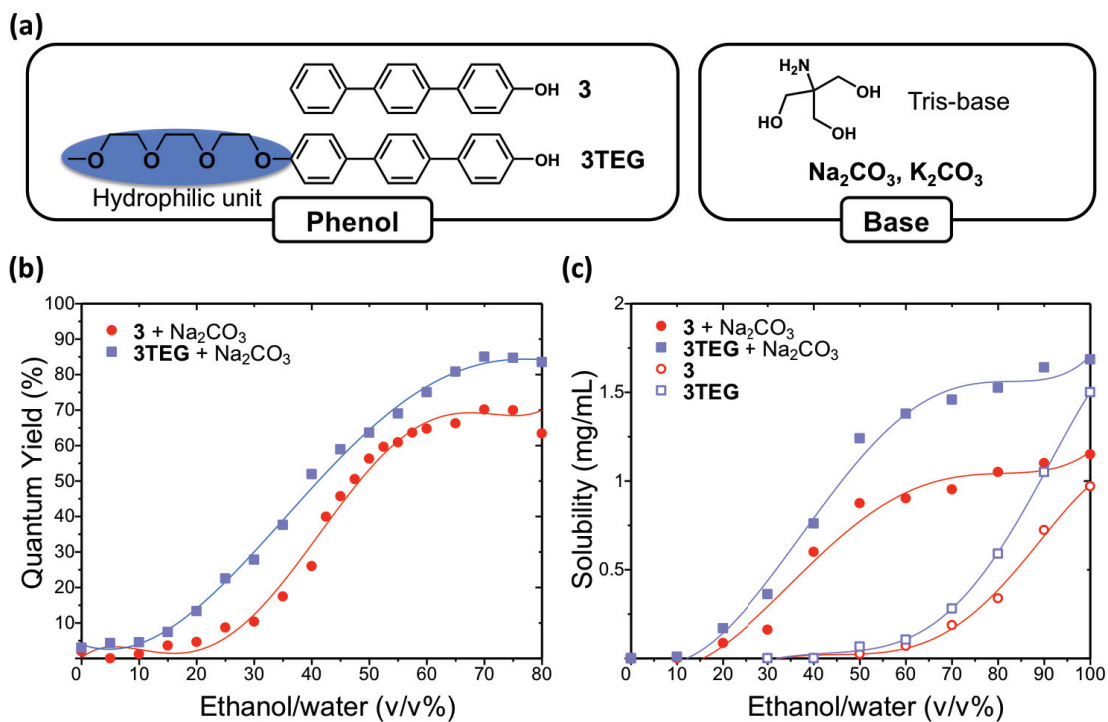 (a)
OH 3
O O O O OH 3TEG
Hydrophilic unit
Phenol
H₂N
OH
HO
OH
Tris-base
Na₂CO₃, K₂CO₃
Base
(b)
Quantum Yield (%)
100
90
80
70
60
50
40
30
20
10
3 + Na₂CO₃
3TEG + Na₂CO₃
0 10 20 30 40 50 60 70 80
Ethanol/water (v/v%)
(c)
Solubility (mg/mL)
2
1.5
1
0.5
3 + Na₂CO₃
3TEG + Na₂CO₃
3
3TEG
0 10 20 30 40 50 60 70 80 90 100
Ethanol/water (v/v%)